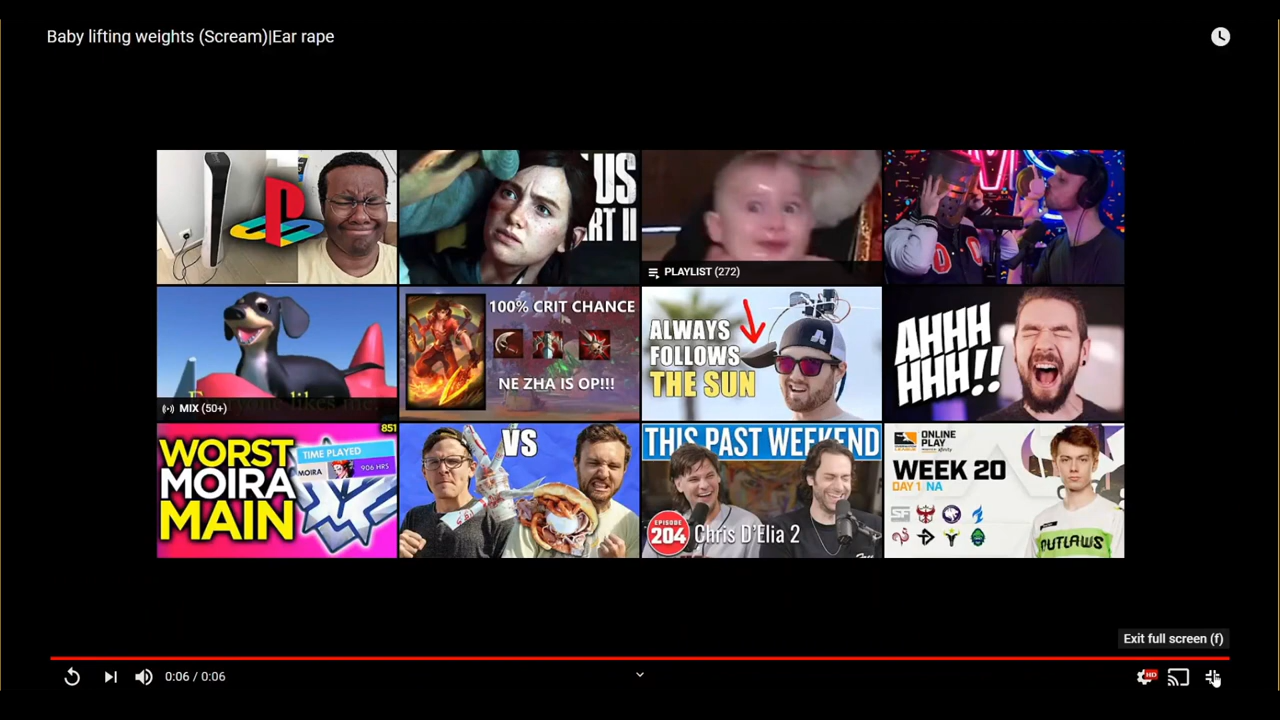 Baby lifting weights (Scream)|Ear rape
US
ART II
PLAYLIST (272)
MIX (50+)
100% CRIT CHANCE
NE ZHA IS OP!!!
ALWAYS
FOLLOWS
THE SUN
AHHH
HHH!!
851
WORST
MOIRA
MAIN
TIME PLAYED
MOIRA
906 HRS
VS
THIS PAST WEEKEND
EPISODE
204
Chris D'Elia 2
ONLINE
PLAY
WEEK 20
DAY 1 NA
SF
OUTLAWS
Exit full screen (f)
0:06 / 0:06
HD